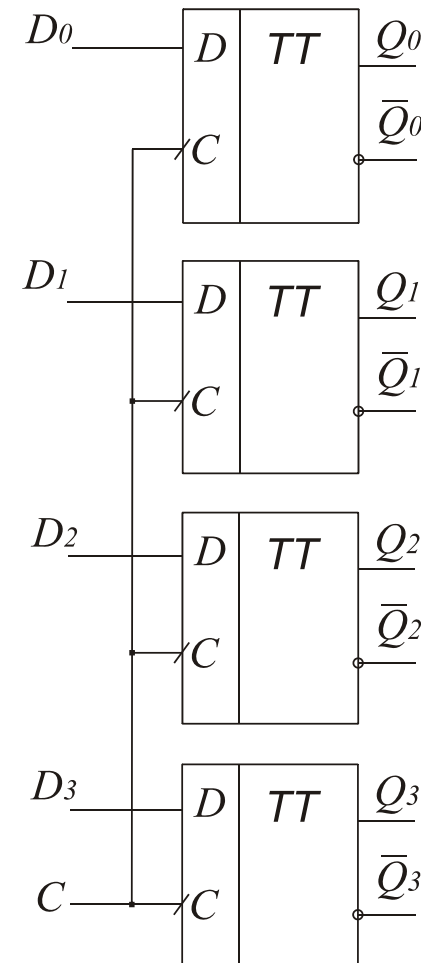 D0 D TT Q0
Q̅0
C
D1 D TT Q1
Q̅1
C
D2 D TT Q2
Q̅2
C
D3 D TT Q3
Q̅3
C C